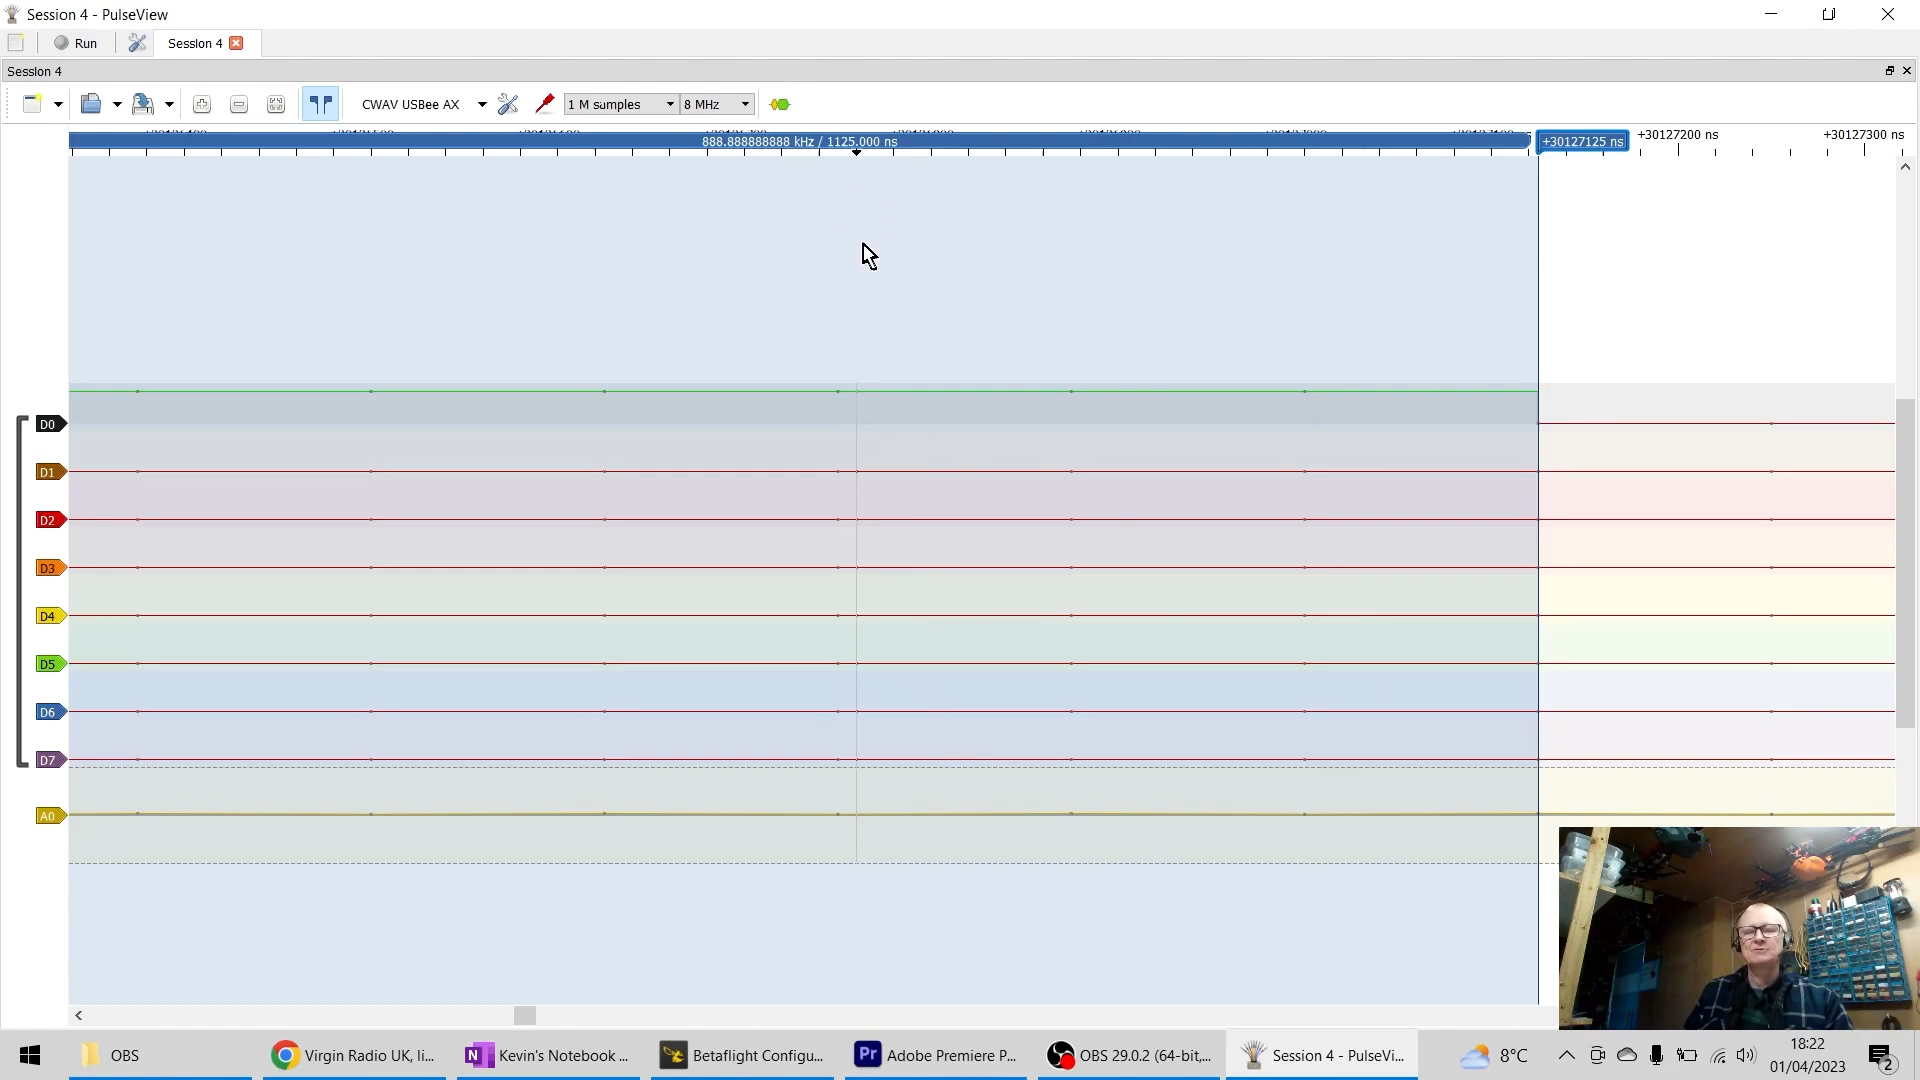 Session 4 - PulseView
Run
Session 4
Session 4
CWAV USBee AX
1 M samples
8 MHz
888.888888888 kHz / 1125.000 ns
+30127125 ns
+30127200 ns
+30127300 ns
D0
D1
D2
D3
D4
D5
D6
D7
A0
OBS
Virgin Radio UK, li...
Kevin's Notebook ...
Betaflight Configu...
Adobe Premiere P...
OBS 29.0.2 (64-bit,...
Session 4 - PulseVi...
8°C
18:22
01/04/2023
2